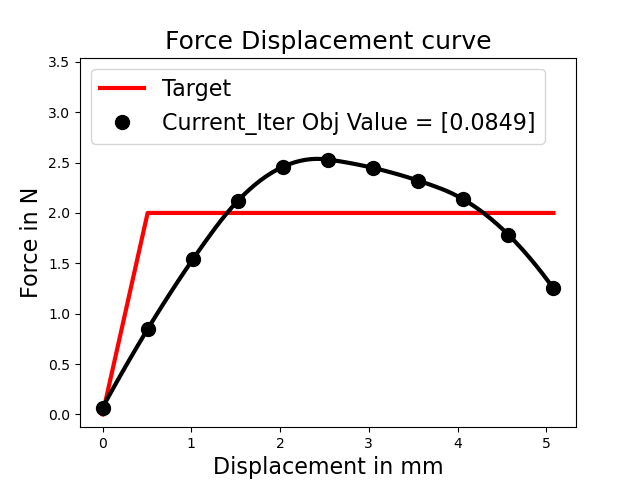 Force Displacement curve
Target
Current_Iter Obj Value = [0.0849]
3.5
3.0
2.5
2.0
1.5
1.0
0.5
0.0
Force in N
0 1 2 3 4 5
Displacement in mm